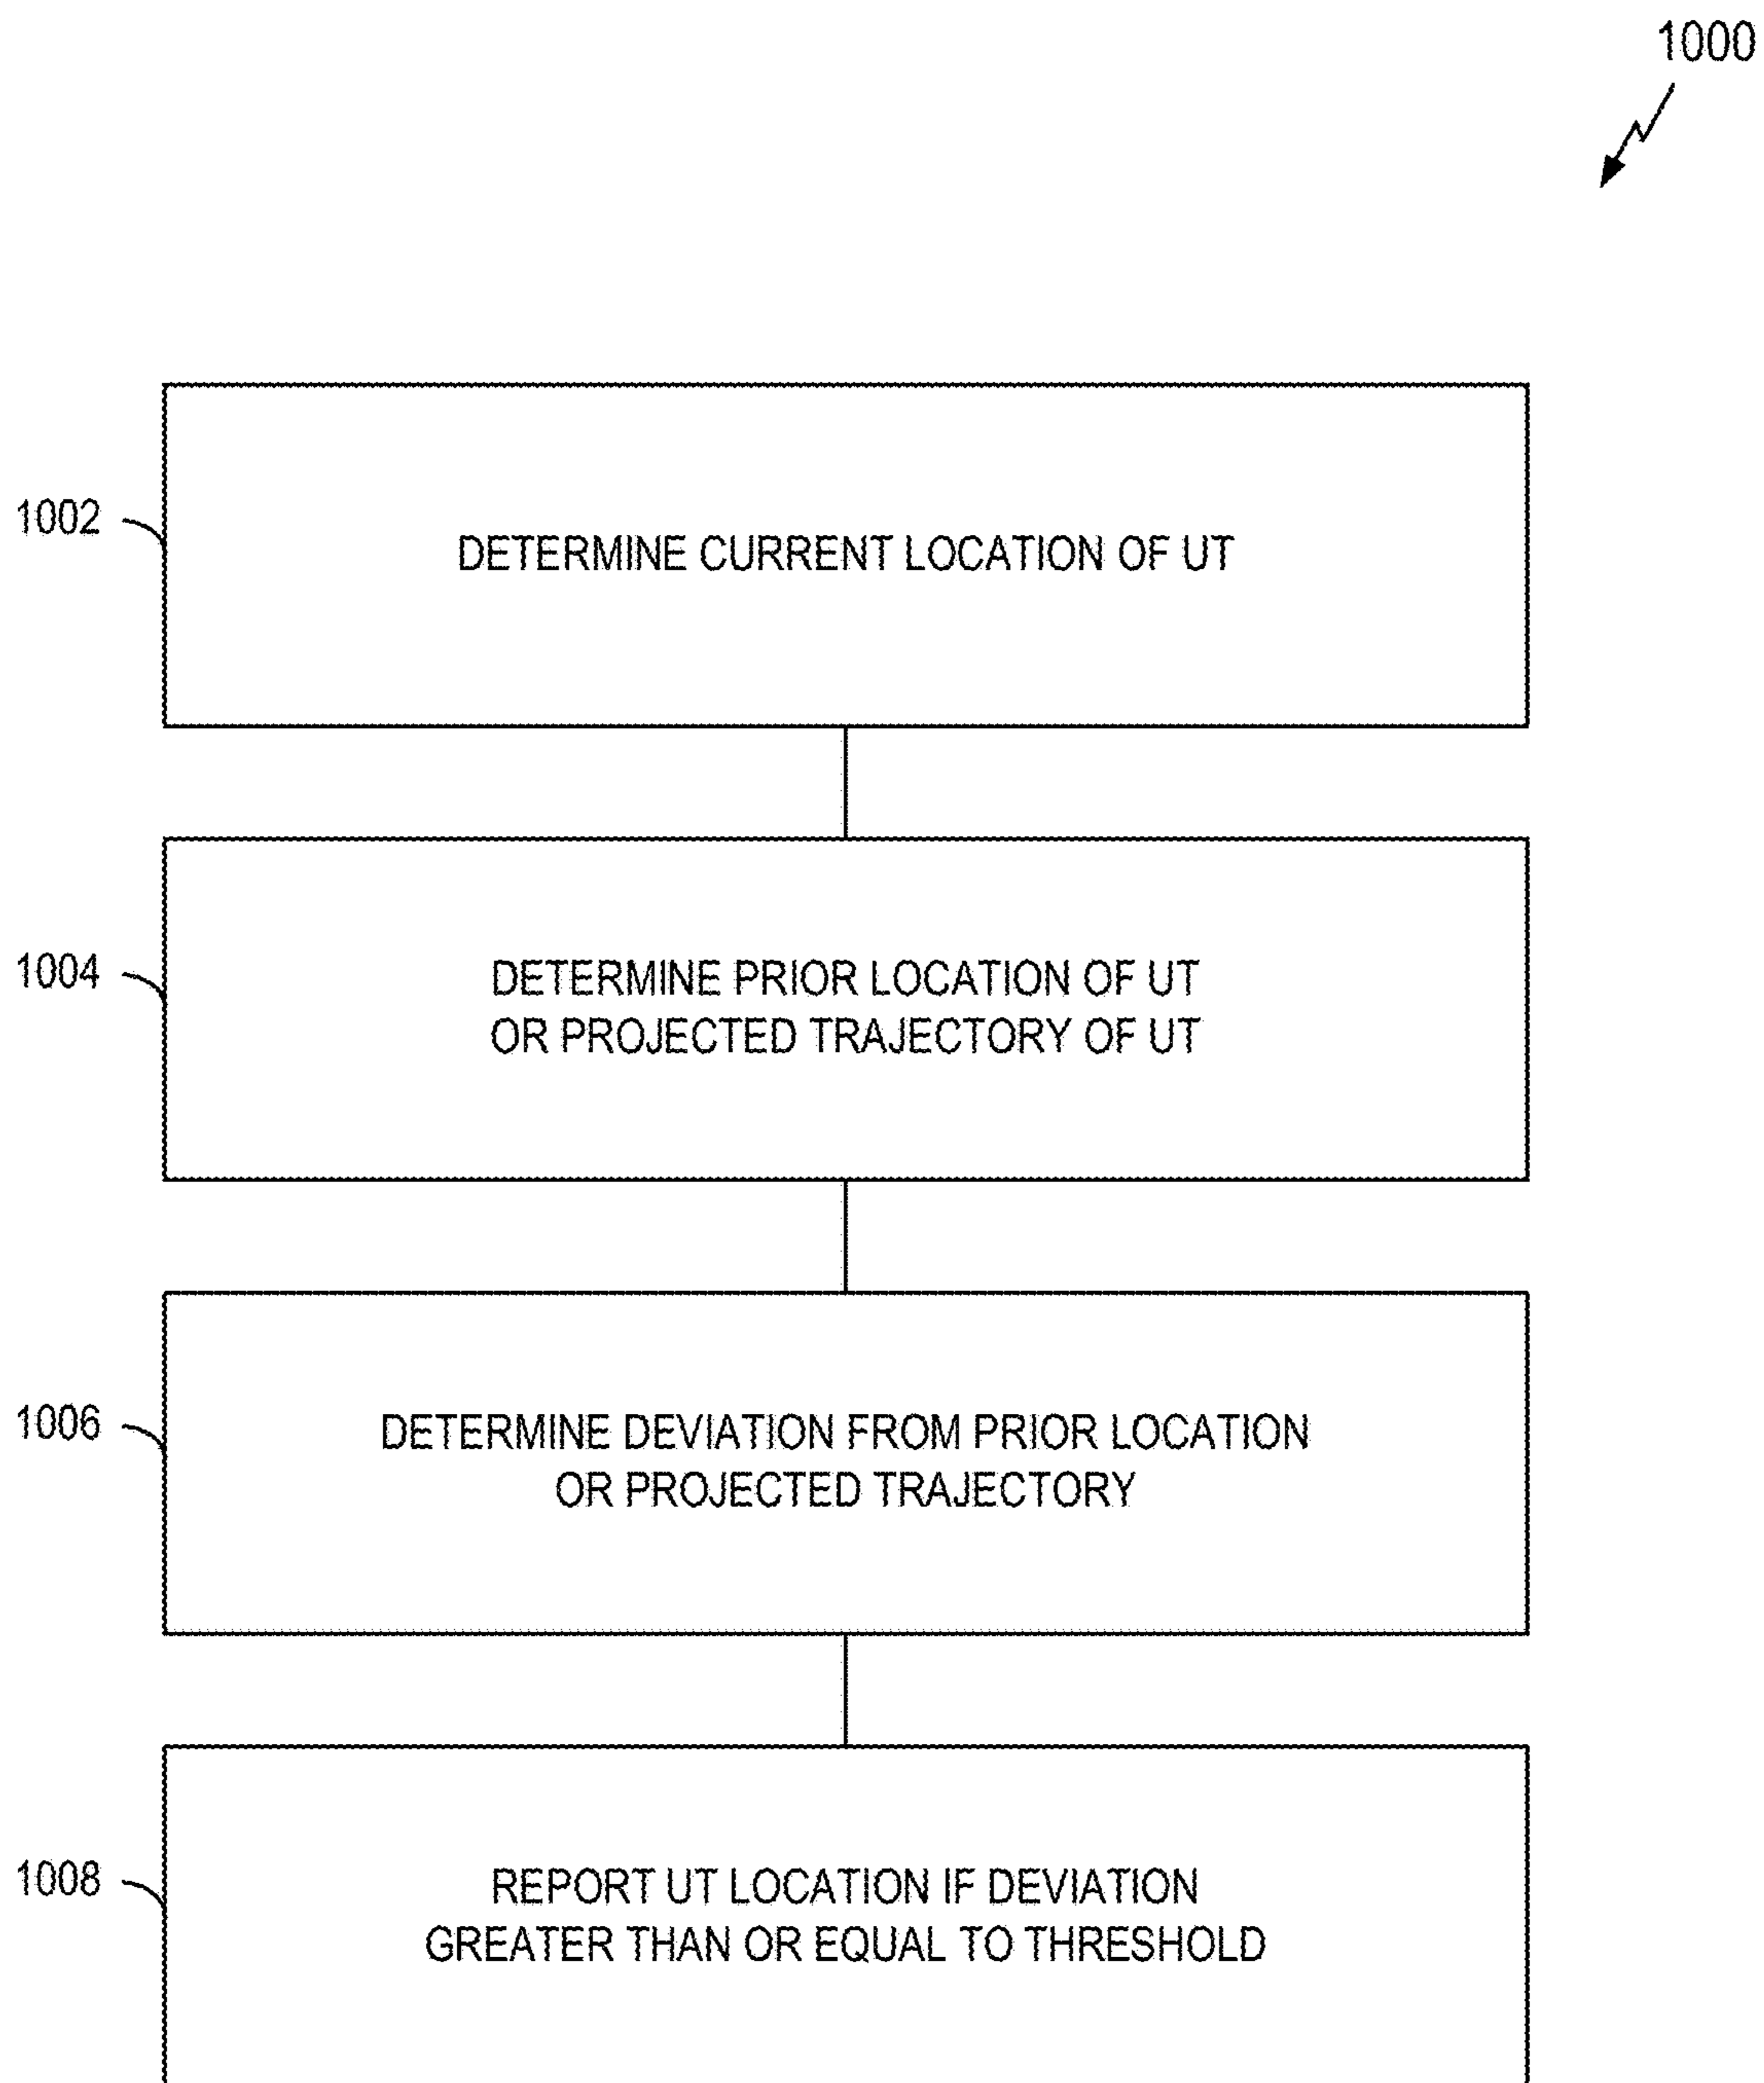 1000
1002
DETERMINE CURRENT LOCATION OF UT
1004
DETERMINE PRIOR LOCATION OF UT
OR PROJECTED TRAJECTORY OF UT
1006
DETERMINE DEVIATION FROM PRIOR LOCATION
OR PROJECTED TRAJECTORY
1008
REPORT UT LOCATION IF DEVIATION
GREATER THAN OR EQUAL TO THRESHOLD